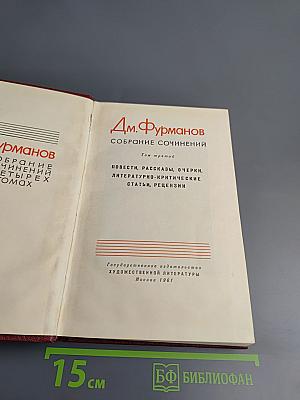 урманов
обрание
чинений
етырех
омах
Дм. Фурманов
СОБРАНИЕ СОЧИНЕНИЙ
Том третий
ПОВЕСТИ, РАССКАЗЫ, ОЧЕРКИ,
ЛИТЕРАТУРНО-КРИТИЧЕСКИЕ
СТАТЬИ, РЕЦЕНЗИИ
Государственное издательство
ХУДОЖЕСТВЕННОЙ ЛИТЕРАТУРЫ
Москва 1961
15 см
БФ БИБЛИОФАН